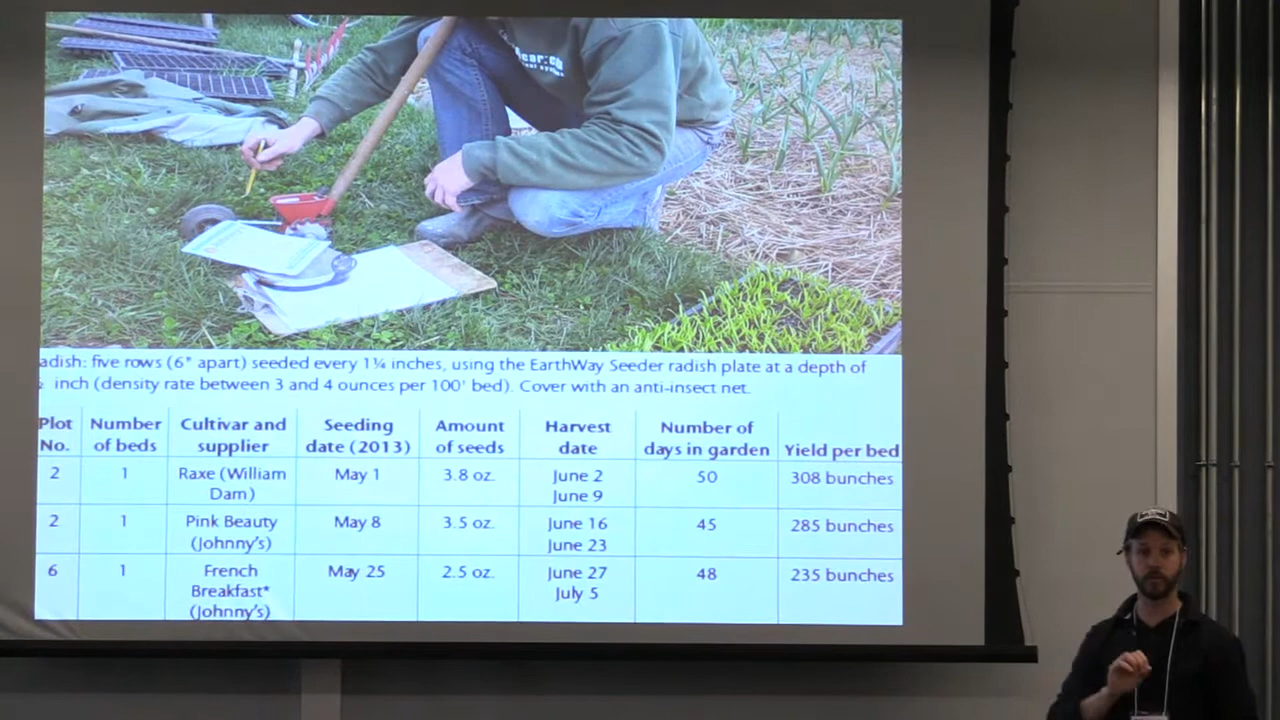 adish: five rows (6" apart) seeded every 1¼ inches, using the EarthWay Seeder radish plate at a depth of
inch (density rate between 3 and 4 ounces per 100' bed). Cover with an anti-insect net.
Plot No. Number of beds Cultivar and supplier Seeding date (2013) Amount of seeds Harvest date Number of days in garden Yield per bed
2 1 Raxe (William Dam) May 1 3.8 oz. June 2 June 9 50 308 bunches
2 1 Pink Beauty (Johnny's) May 8 3.5 oz. June 16 June 23 45 285 bunches
6 1 French Breakfast* (Johnny's) May 25 2.5 oz. June 27 July 5 48 235 bunches